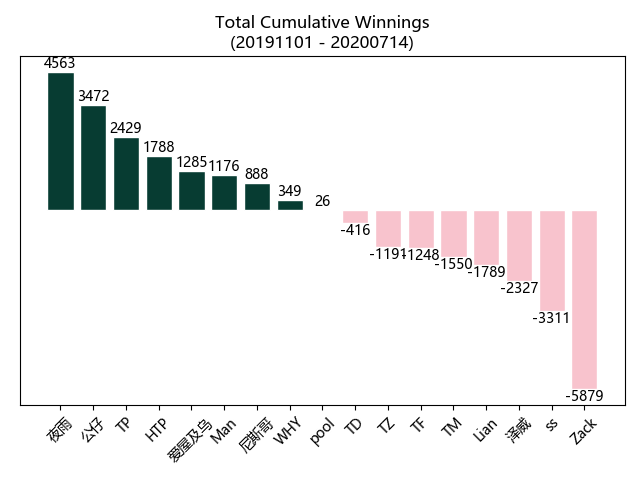 Total Cumulative Winnings
(20191101 - 20200714)
4563
3472
2429
1788
1285
1176
888
349
26
-416
-1191
-1248
-1550
-1789
-2327
-3311
-5879
夜雨
公仔
TP
HTP
爱屋及乌
Man
尼斯哥
WHY
pool
TD
TZ
TF
TM
Lian
泽威
ss
Zack